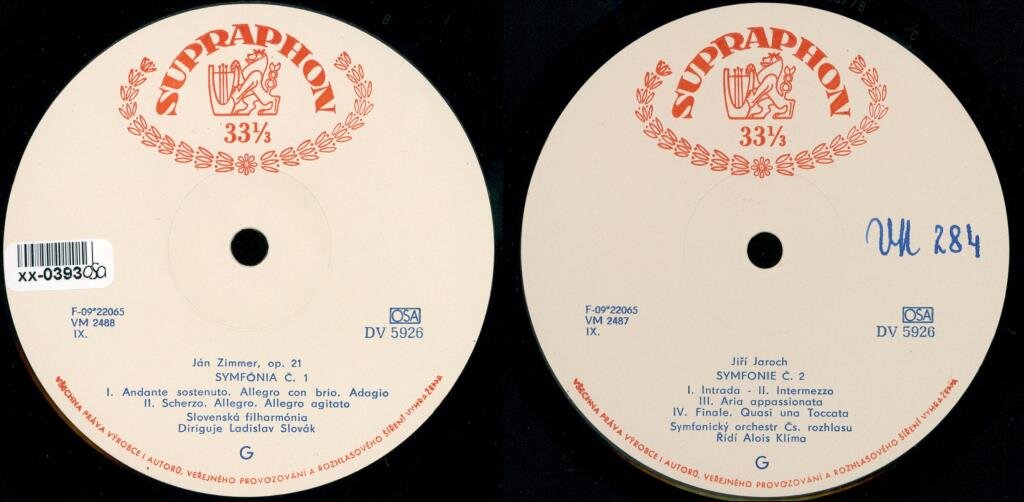 SUPRAPHON
33⅓
xx-0393
F-09*22065
VM 2488
IX.
OSA
DV 5926
Ján Zimmer, op. 21
SYMFÓNIA Č. 1
I. Andante sostenuto. Allegro con brio. Adagio
II. Scherzo. Allegro. Allegro agitato
Slovenská filharmónia
Diriguje Ladislav Slovák
G
VŠECHNA PRÁVA VÝROBCE I AUTORŮ, VEŘEJNÉHO PROVOZOVÁNÍ A ROZHLASOVÉHO ŠÍŘENÍ VYHRAŽENA
SUPRAPHON
33⅓
284
F-09*22065
VM 2487
IX.
OSA
DV 5926
Jiří Jaroch
SYMFONIE Č. 2
I. Intrada - II. Intermezzo
III. Aria appassionata
IV. Finale. Quasi una Toccata
Symfonický orchestr Čs. rozhlasu
Řídí Alois Klíma
G
VŠECHNA PRÁVA VÝROBCE I AUTORŮ, VEŘEJNÉHO PROVOZOVÁNÍ A ROZHLASOVÉHO ŠÍŘENÍ VYHRAŽENA